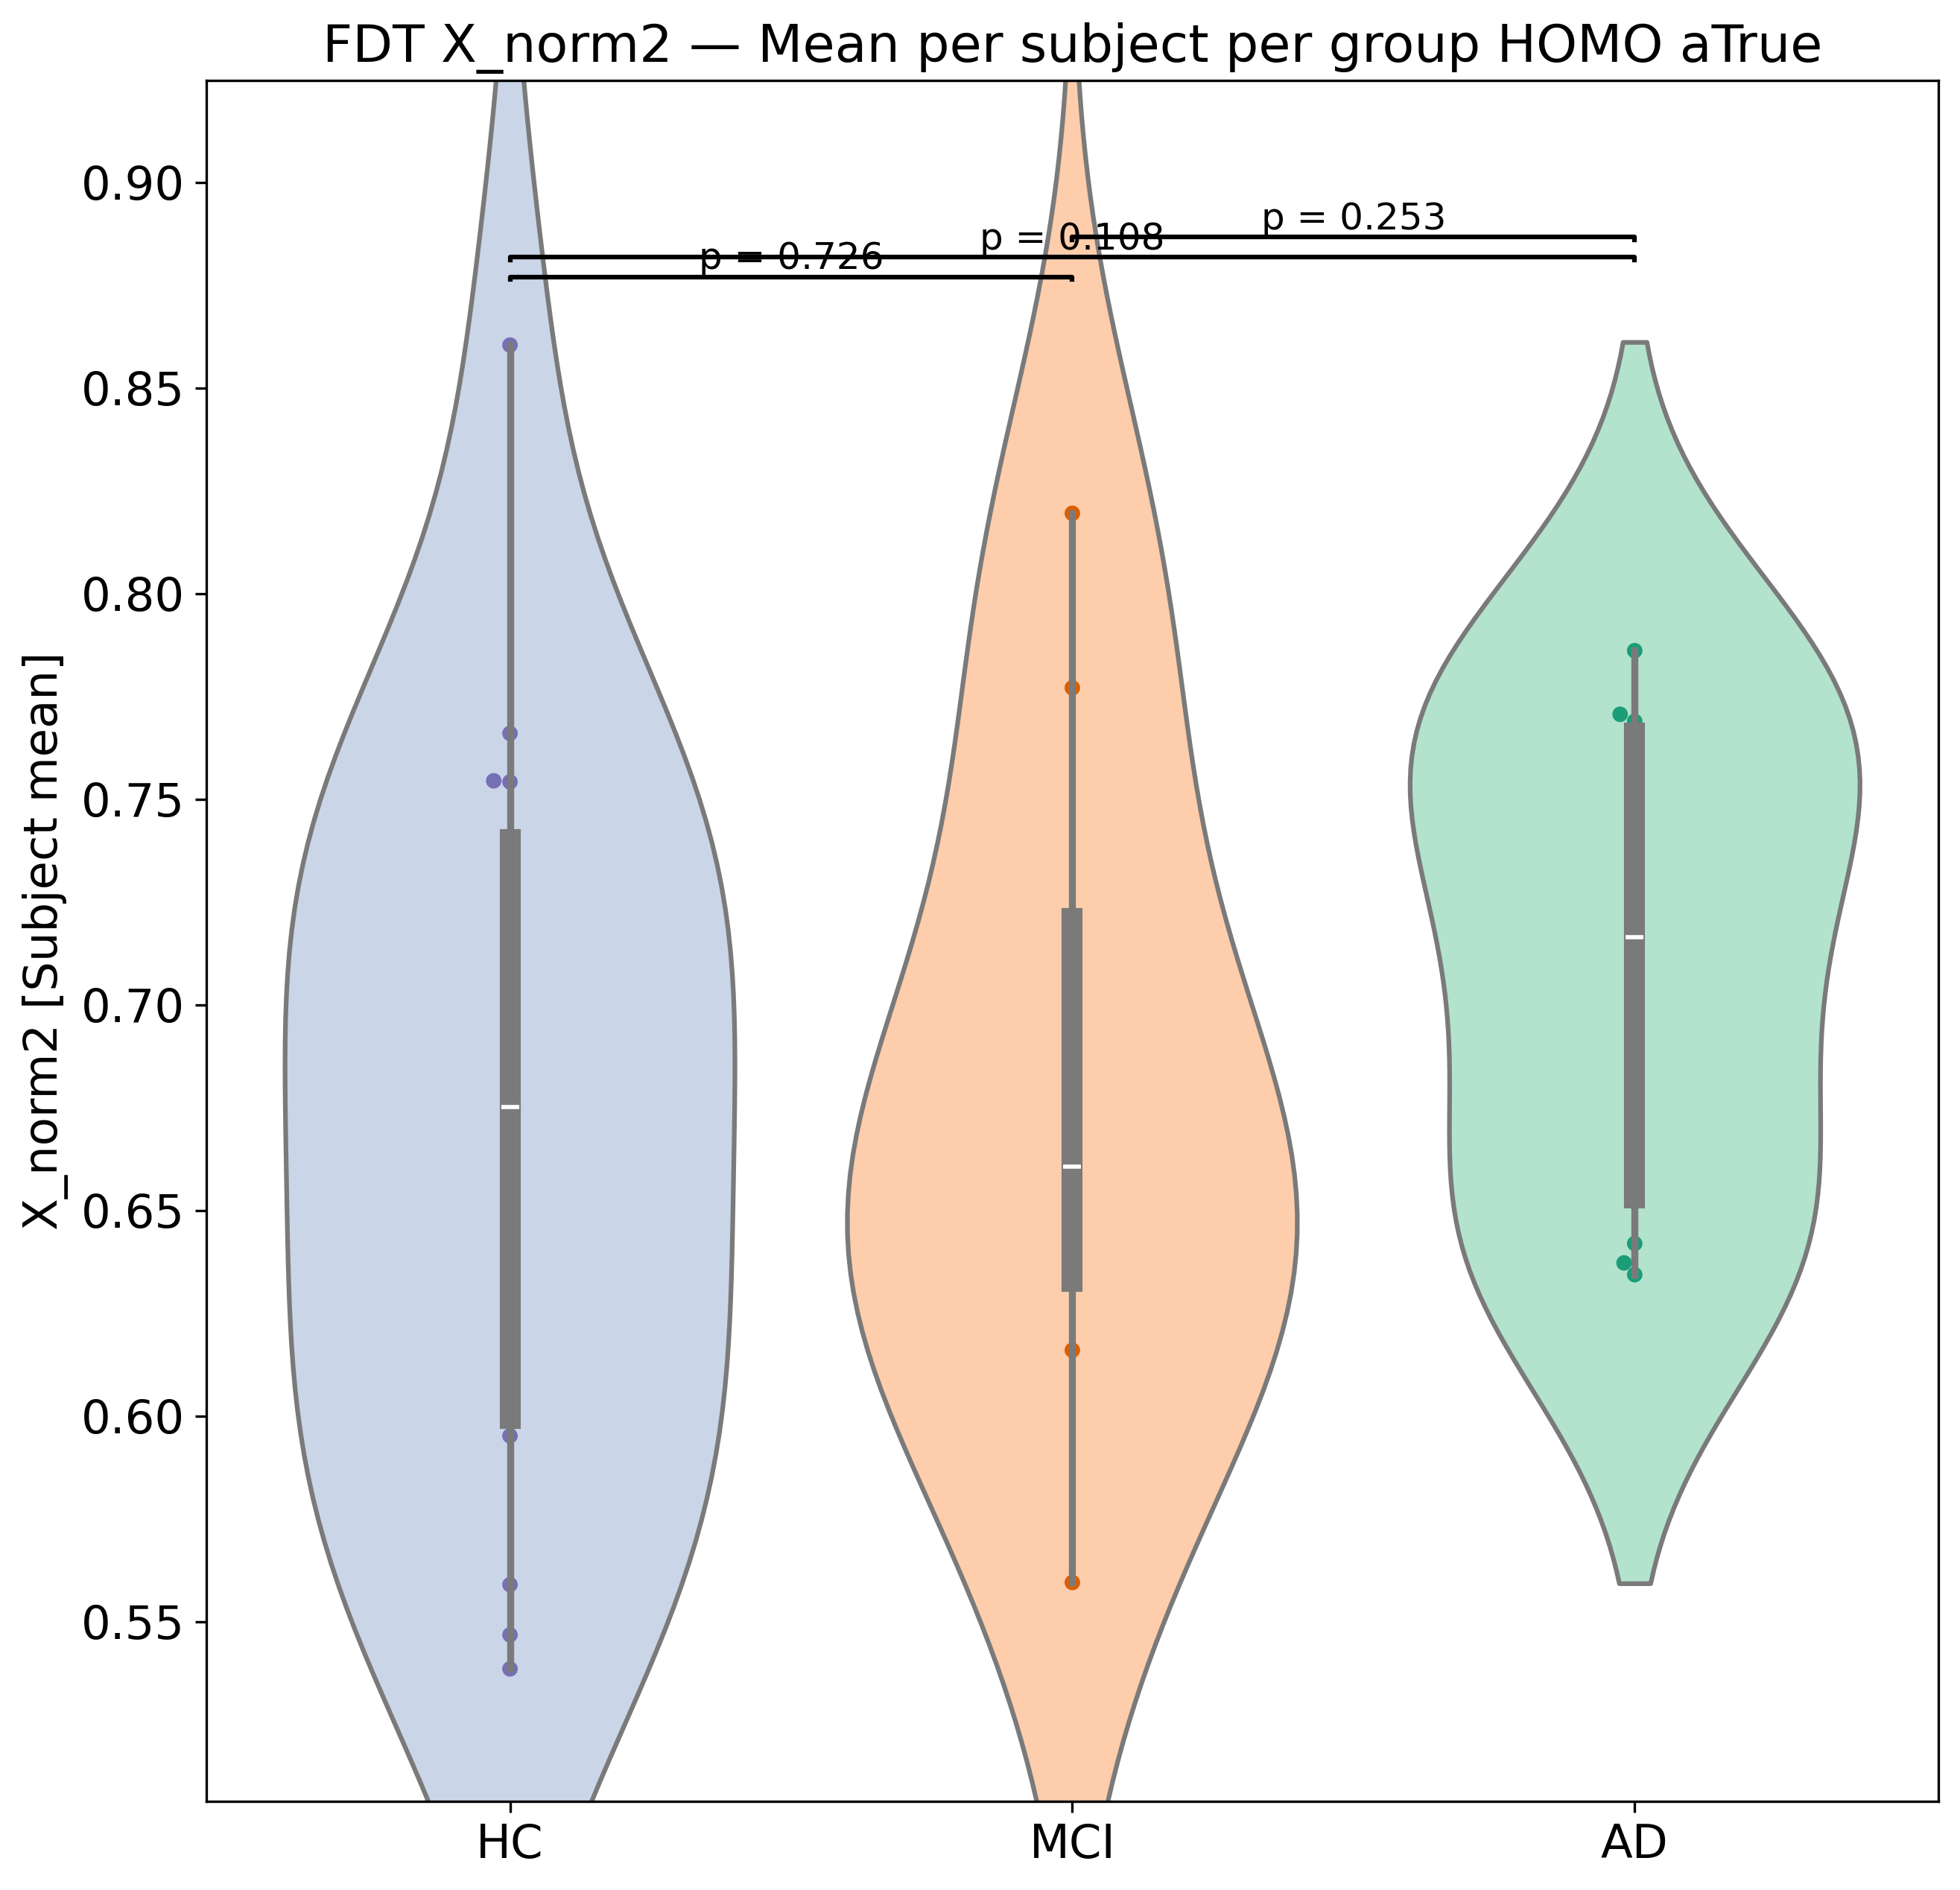 FDT X_norm2 — Mean per subject per group HOMO aTrue
X_norm2 [Subject mean]
0.90
0.85
0.80
0.75
0.70
0.65
0.60
0.55
p = 0.253
p = 0.108
p = 0.726
HC
MCI
AD